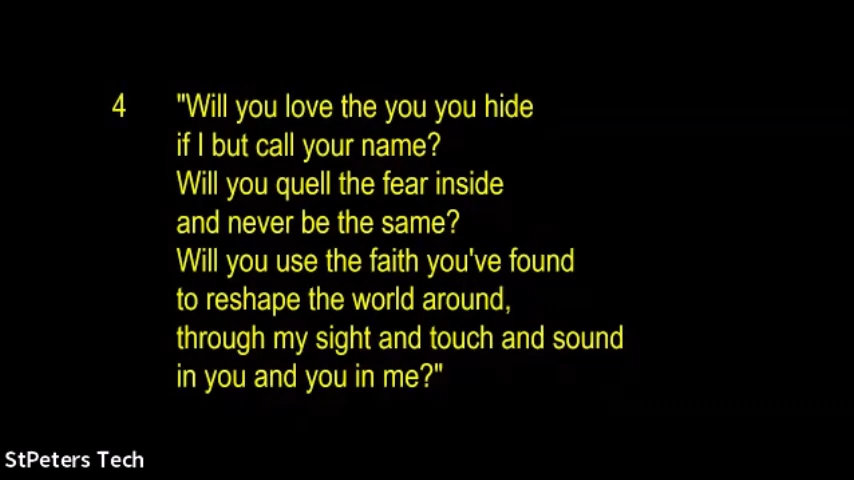 4 "Will you love the you you hide
if I but call your name?
Will you quell the fear inside
and never be the same?
Will you use the faith you've found
to reshape the world around,
through my sight and touch and sound
in you and you in me?"
StPeters Tech